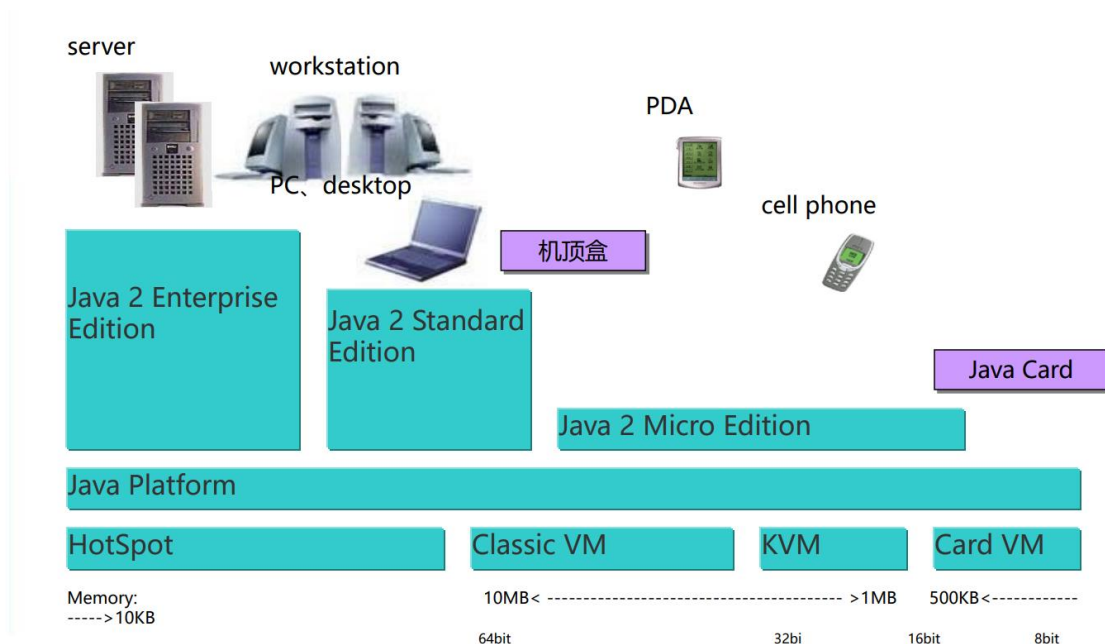 server
workstation
PDA
PC、desktop
cell phone
机顶盒
Java 2 Enterprise
Edition
Java 2 Standard
Edition
Java Card
Java 2 Micro Edition
Java Platform
HotSpot
Classic VM
KVM
Card VM
Memory:
----->10KB
10MB< ---------------------------------------- >1MB
500KB<------------
64bit
32bi
16bit
8bit